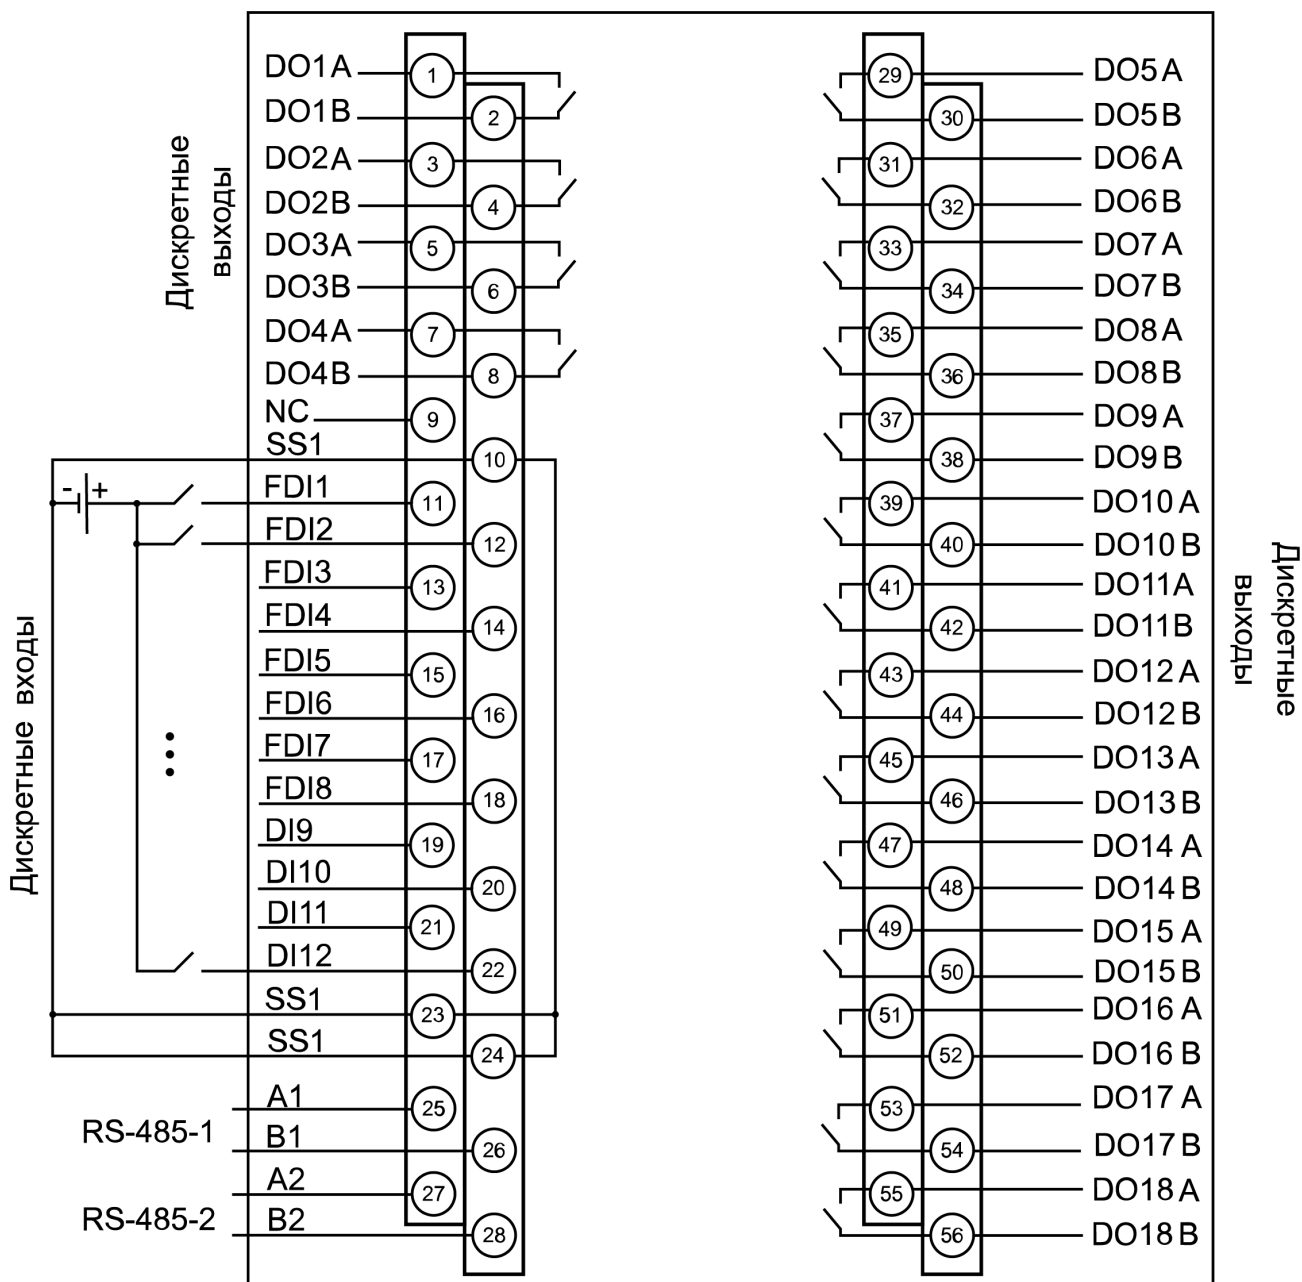 Дискретные
выходы
DO1A 1
DO1B 2
DO2A 3
DO2B 4
DO3A 5
DO3B 6
DO4A 7
DO4B 8
NC 9
SS1 10
Дискретные входы
- +
FDI1 11
FDI2 12
FDI3 13
FDI4 14
FDI5 15
FDI6 16
FDI7 17
FDI8 18
DI9 19
DI10 20
DI11 21
DI12 22
SS1 23
SS1 24
RS-485-1
A1 25
B1 26
RS-485-2
A2 27
B2 28
29 DO5A
30 DO5B
31 DO6A
32 DO6B
33 DO7A
34 DO7B
35 DO8A
36 DO8B
37 DO9A
38 DO9B
39 DO10A
40 DO10B
41 DO11A
42 DO11B
43 DO12A
44 DO12B
45 DO13A
46 DO13B
47 DO14A
48 DO14B
49 DO15A
50 DO15B
51 DO16A
52 DO16B
53 DO17A
54 DO17B
55 DO18A
56 DO18B
Дискретные
выходы